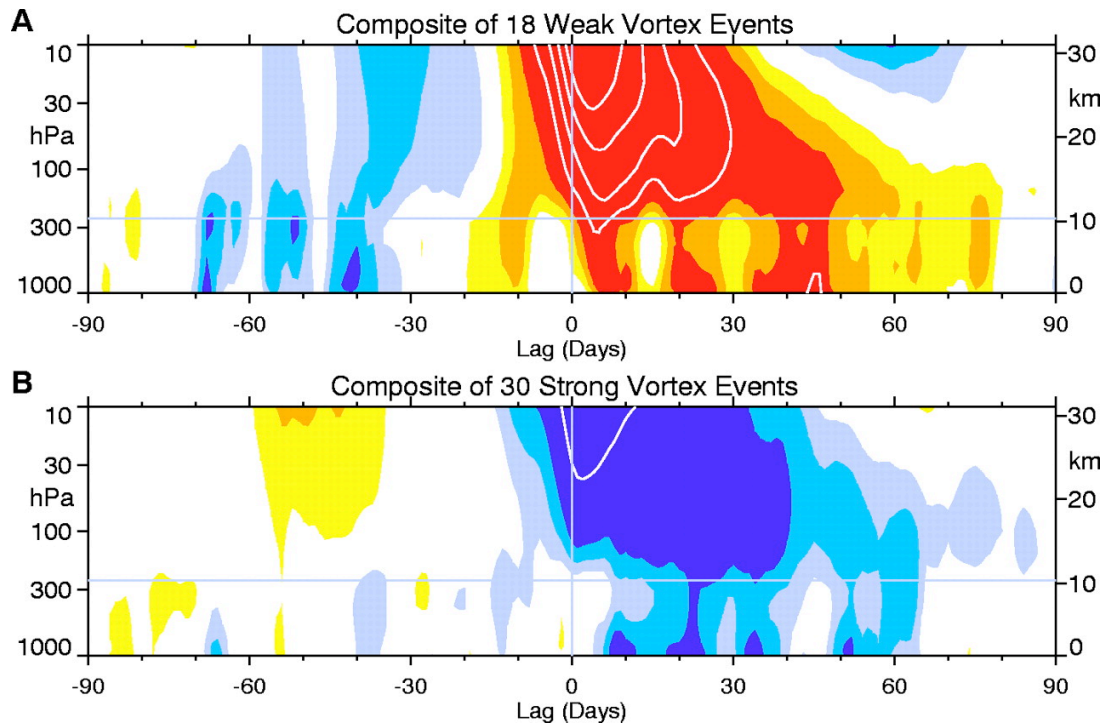 A
Composite of 18 Weak Vortex Events
10
30
hPa
100
300
1000
30
km
20
10
0
-90 -60 -30 0 30 60 90
Lag (Days)
B
Composite of 30 Strong Vortex Events
10
30
hPa
100
300
1000
30
km
20
10
0
-90 -60 -30 0 30 60 90
Lag (Days)